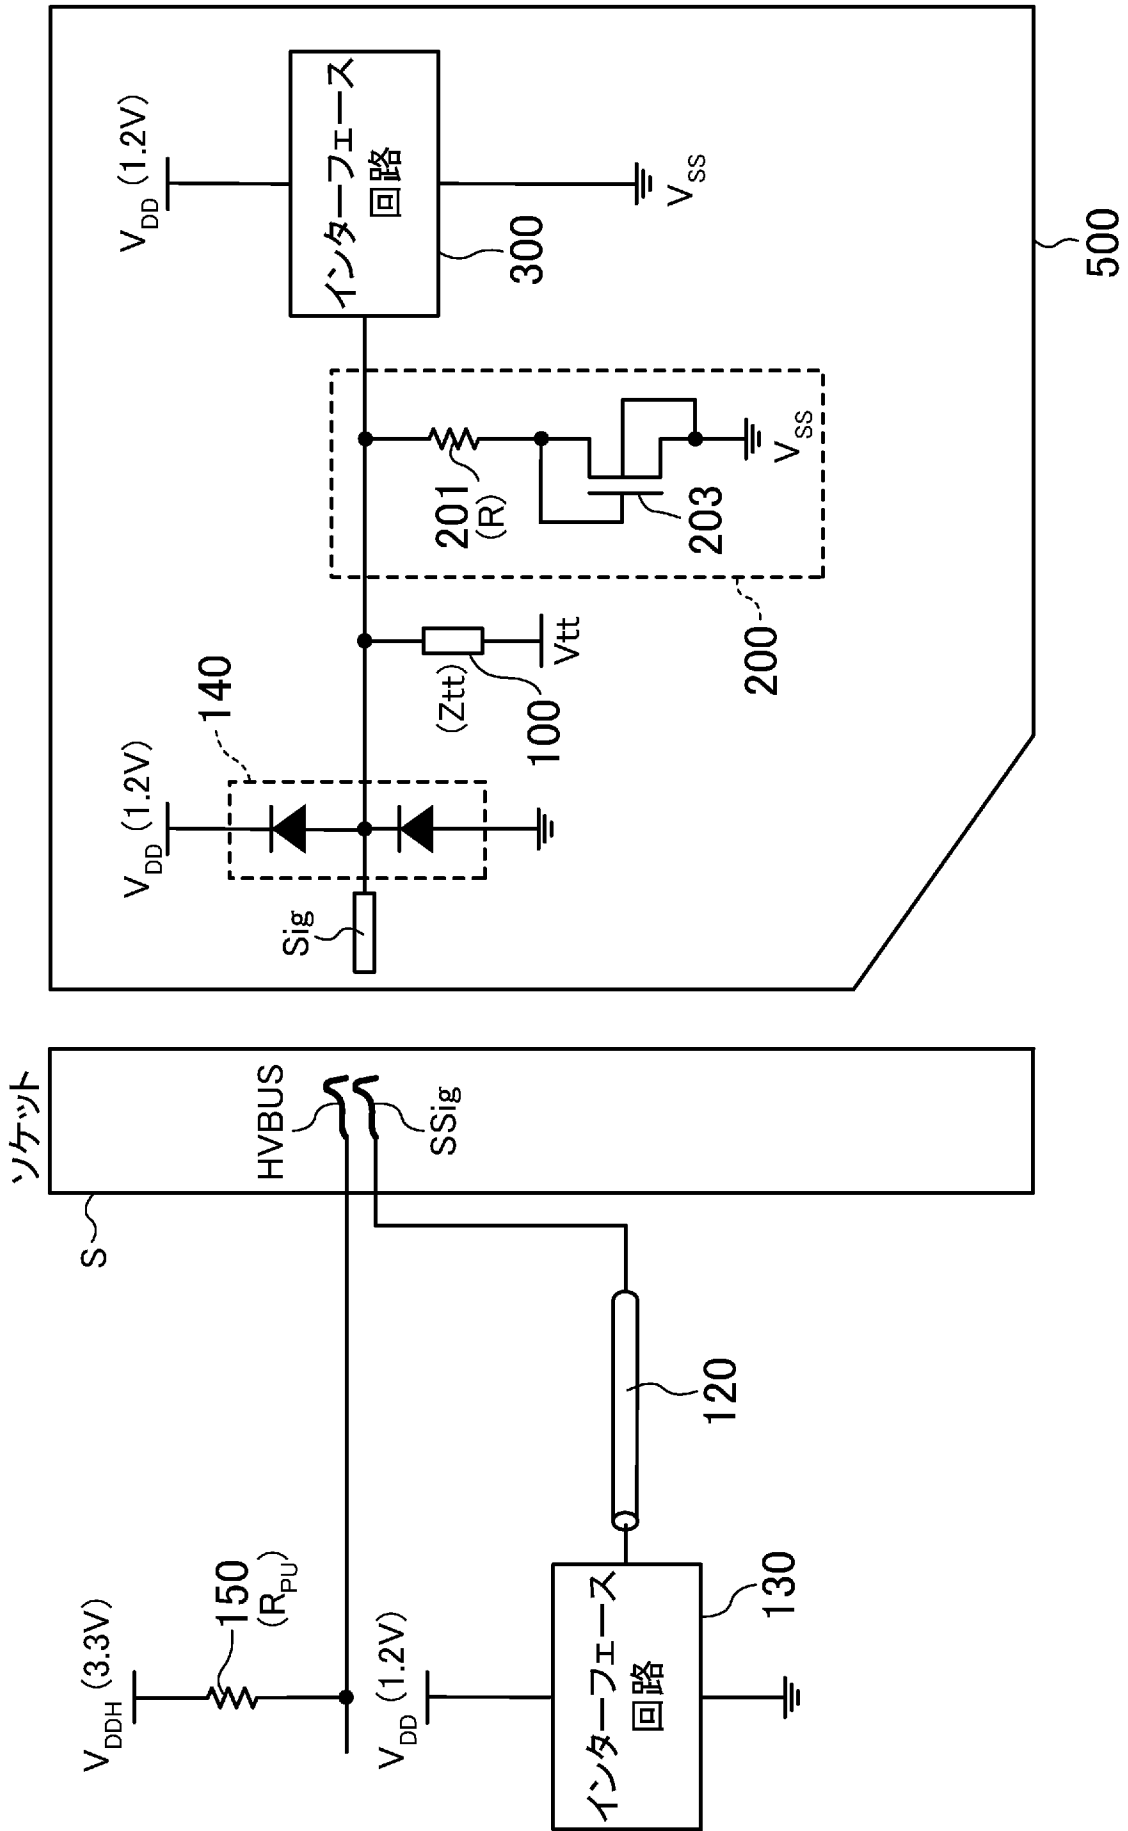 V_DDH (3.3V)
150
(R_PU)
V_DD (1.2V)
インターフェース
回路
130
120
ソケット
S
HVBUS
SSig
Sig
V_DD (1.2V)
140
(Ztt)
100
Vtt
200
201
(R)
203
V_SS
V_DD (1.2V)
インターフェース
回路
300
V_SS
500